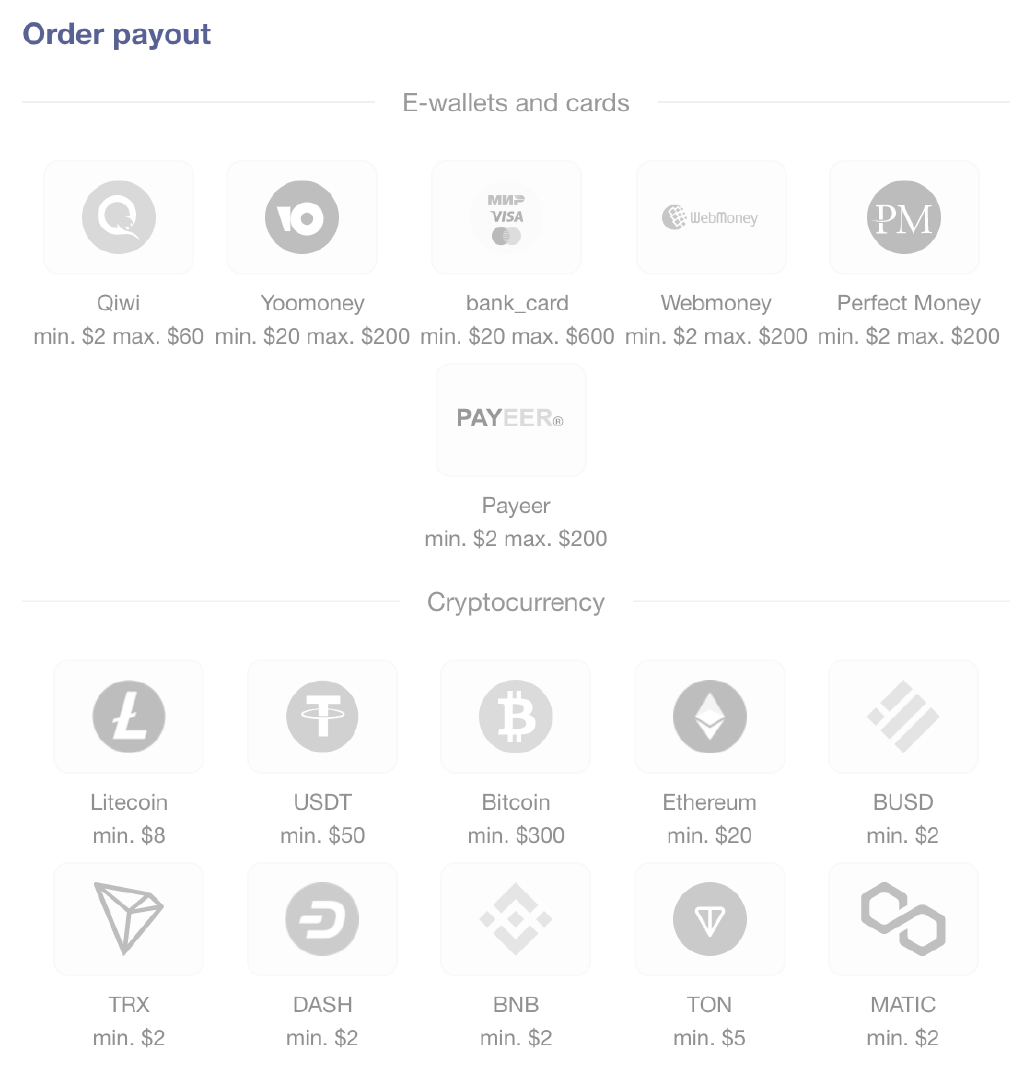 Order payout
E-wallets and cards
МИР
VISA
WebMoney
PM
Qiwi
Yoomoney
bank_card
Webmoney
Perfect Money
min. $2 max. $60
min. $20 max. $200
min. $20 max. $600
min. $2 max. $200
min. $2 max. $200
PAYEER®
Payeer
min. $2 max. $200
Cryptocurrency
Litecoin
USDT
Bitcoin
Ethereum
BUSD
min. $8
min. $50
min. $300
min. $20
min. $2
TRX
DASH
BNB
TON
MATIC
min. $2
min. $2
min. $2
min. $5
min. $2